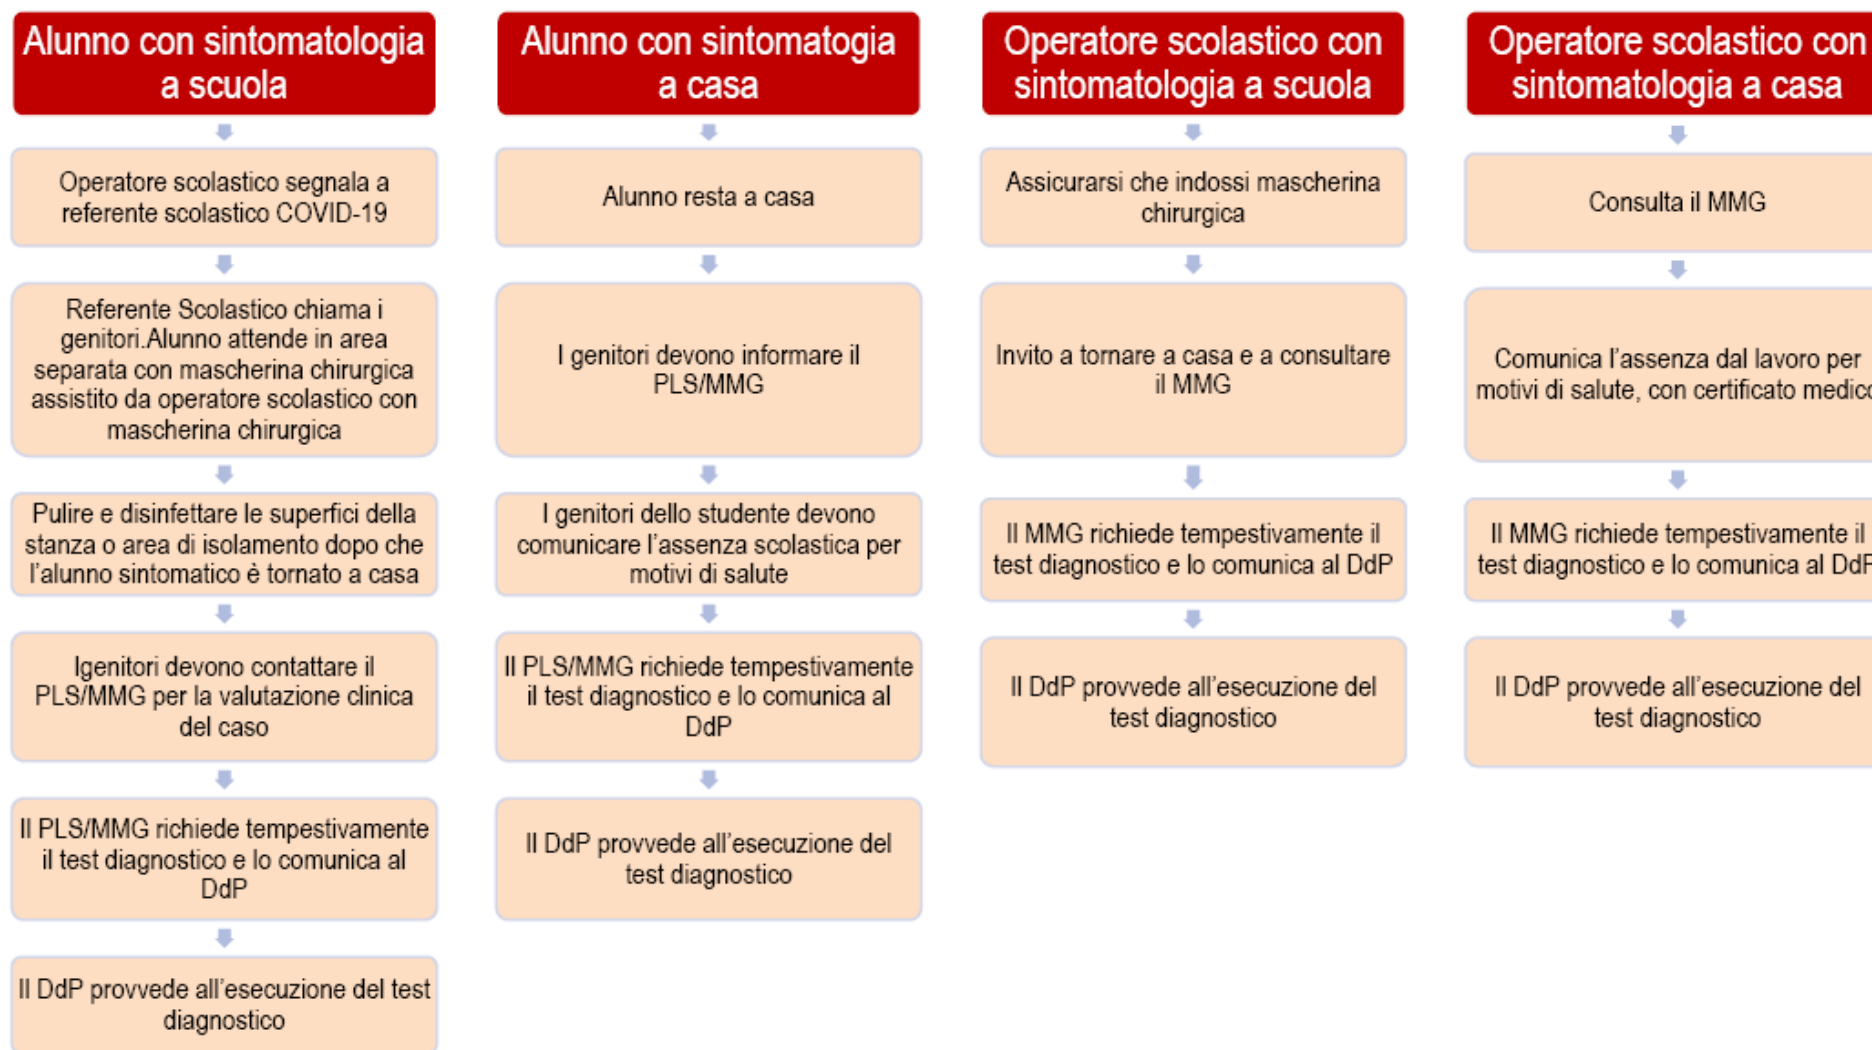 Alunno con sintomatologia
a scuola
Operatore scolastico segnala a
referente scolastico COVID-19
Referente Scolastico chiama i
genitori.Alunno attende in area
separata con mascherina chirurgica
assistito da operatore scolastico con
mascherina chirurgica
Pulire e disinfettare le superfici della
stanza o area di isolamento dopo che
l'alunno sintomatico è tornato a casa
Igenitori devono contattare il
PLS/MMG per la valutazione clinica
del caso
Il PLS/MMG richiede tempestivamente
il test diagnostico e lo comunica al
DdP
Il DdP provvede all'esecuzione del test
diagnostico
Alunno con sintomatogia
a casa
Alunno resta a casa
I genitori devono informare il
PLS/MMG
I genitori dello studente devono
comunicare l'assenza scolastica per
motivi di salute
Il PLS/MMG richiede tempestivamente
il test diagnostico e lo comunica al
DdP
Il DdP provvede all'esecuzione del
test diagnostico
Operatore scolastico con
sintomatologia a scuola
Assicurarsi che indossi mascherina
chirurgica
Invito a tornare a casa e a consultare
il MMG
Il MMG richiede tempestivamente il
test diagnostico e lo comunica al DdP
Il DdP provvede all'esecuzione del
test diagnostico
Operatore scolastico con
sintomatologia a casa
Consulta il MMG
Comunica l'assenza dal lavoro per
motivi di salute, con certificato medico
Il MMG richiede tempestivamente il
test diagnostico e lo comunica al DdP
Il DdP provvede all'esecuzione del
test diagnostico